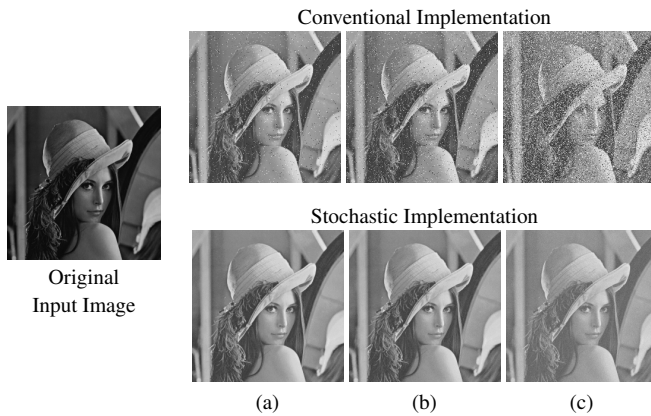 Conventional Implementation
Stochastic Implementation
Original
Input Image
(a) (b) (c)